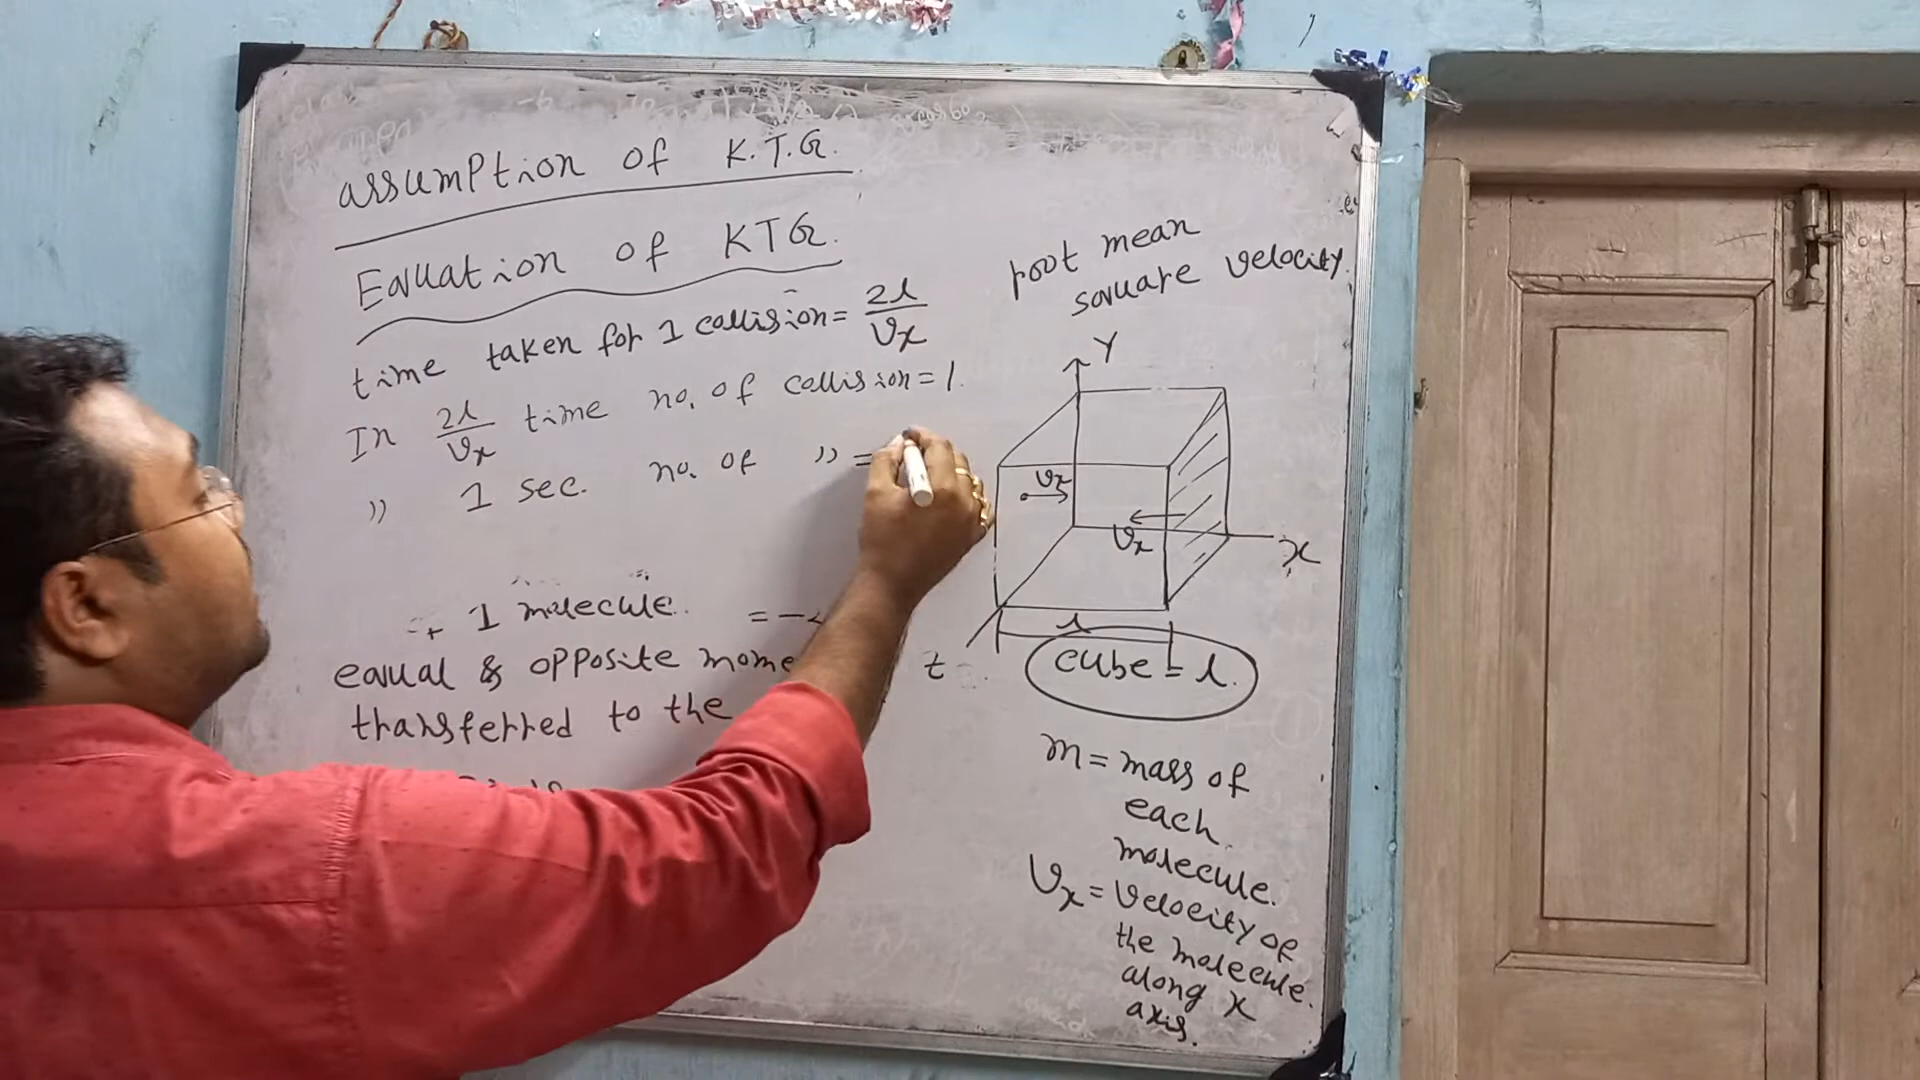 assumption of K.T.G.
Equation of KTG.
time taken for 1 collision = 2l/vx
In 2l/vx time no. of collision = 1.
" 1 sec. no. of " =
1 molecule. = -
equal & opposite mome
transferred to the
root mean
square velocity.
Y
vx
vx
x
l
cube = l.
m = mass of
each
molecule.
vx = velocity of
the molecule.
along x
axis.